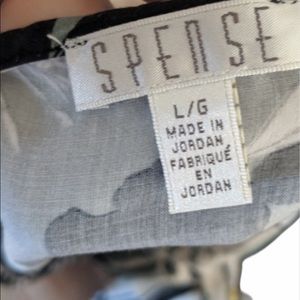 SPENSE
L/G
MADE IN
JORDAN
FABRIQUÉ
EN
JORDAN